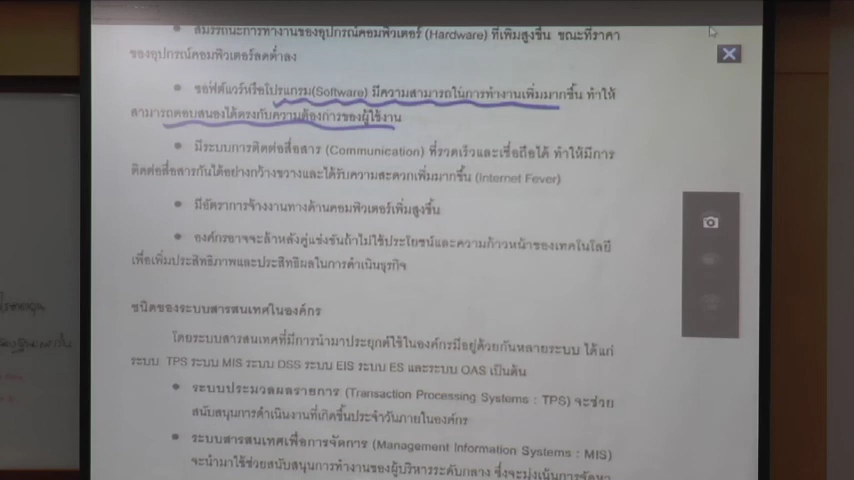 ● สมรรถนะการทำงานของอุปกรณ์คอมพิวเตอร์ (Hardware) ที่เพิ่มสูงขึ้น ขณะที่ราคา
ของอุปกรณ์คอมพิวเตอร์ลดต่ำลง
● ซอฟต์แวร์หรือโปรแกรม(Software) มีความสามารถในการทำงานเพิ่มมากขึ้น ทำให้
สามารถตอบสนองได้ตรงกับความต้องการของผู้ใช้งาน
● มีระบบการติดต่อสื่อสาร (Communication) ที่รวดเร็วและเชื่อถือได้ ทำให้มีการ
ติดต่อสื่อสารกันได้อย่างกว้างขวางและได้รับความสะดวกเพิ่มมากขึ้น (Internet Fever)
● มีอัตราการจ้างงานทางด้านคอมพิวเตอร์เพิ่มสูงขึ้น
● องค์กรอาจจะล้าหลังคู่แข่งขันถ้าไม่ใช้ประโยชน์และความก้าวหน้าของเทคโนโลยี
เพื่อเพิ่มประสิทธิภาพและประสิทธิผลในการดำเนินธุรกิจ
ชนิดของระบบสารสนเทศในองค์กร
โดยระบบสารสนเทศที่มีการนำมาประยุกต์ใช้ในองค์กรมีอยู่ด้วยกันหลายระบบ ได้แก่
ระบบ TPS ระบบ MIS ระบบ DSS ระบบ EIS ระบบ ES และระบบ OAS เป็นต้น
● ระบบประมวลผลรายการ (Transaction Processing Systems : TPS) จะช่วย
สนับสนุนการดำเนินงานที่เกิดขึ้นประจำวันภายในองค์กร
● ระบบสารสนเทศเพื่อการจัดการ (Management Information Systems : MIS)
จะนำมาใช้ช่วยสนับสนุนการทำงานของผู้บริหารระดับกลาง ซึ่งจะมุ่งเน้นการจัดหา